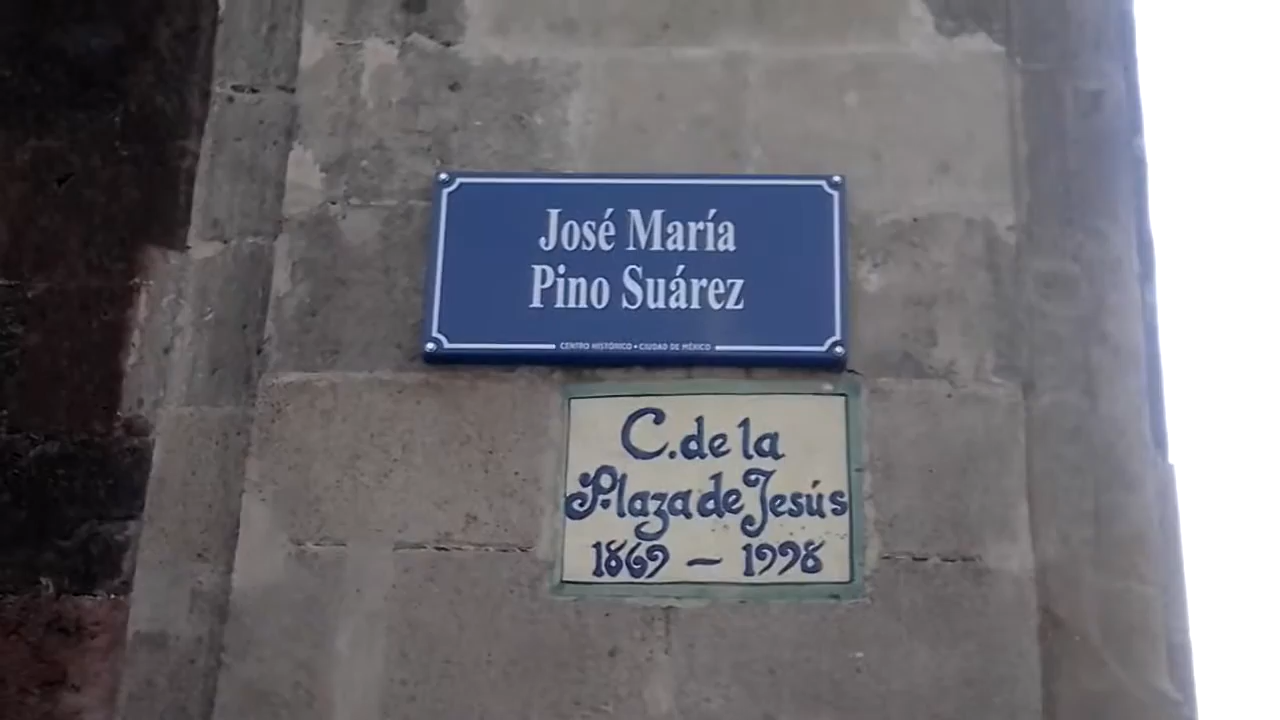 José María
Pino Suárez
CENTRO HISTÓRICO • CIUDAD DE MÉXICO
C. de la
Plaza de Jesús
1869 - 1998